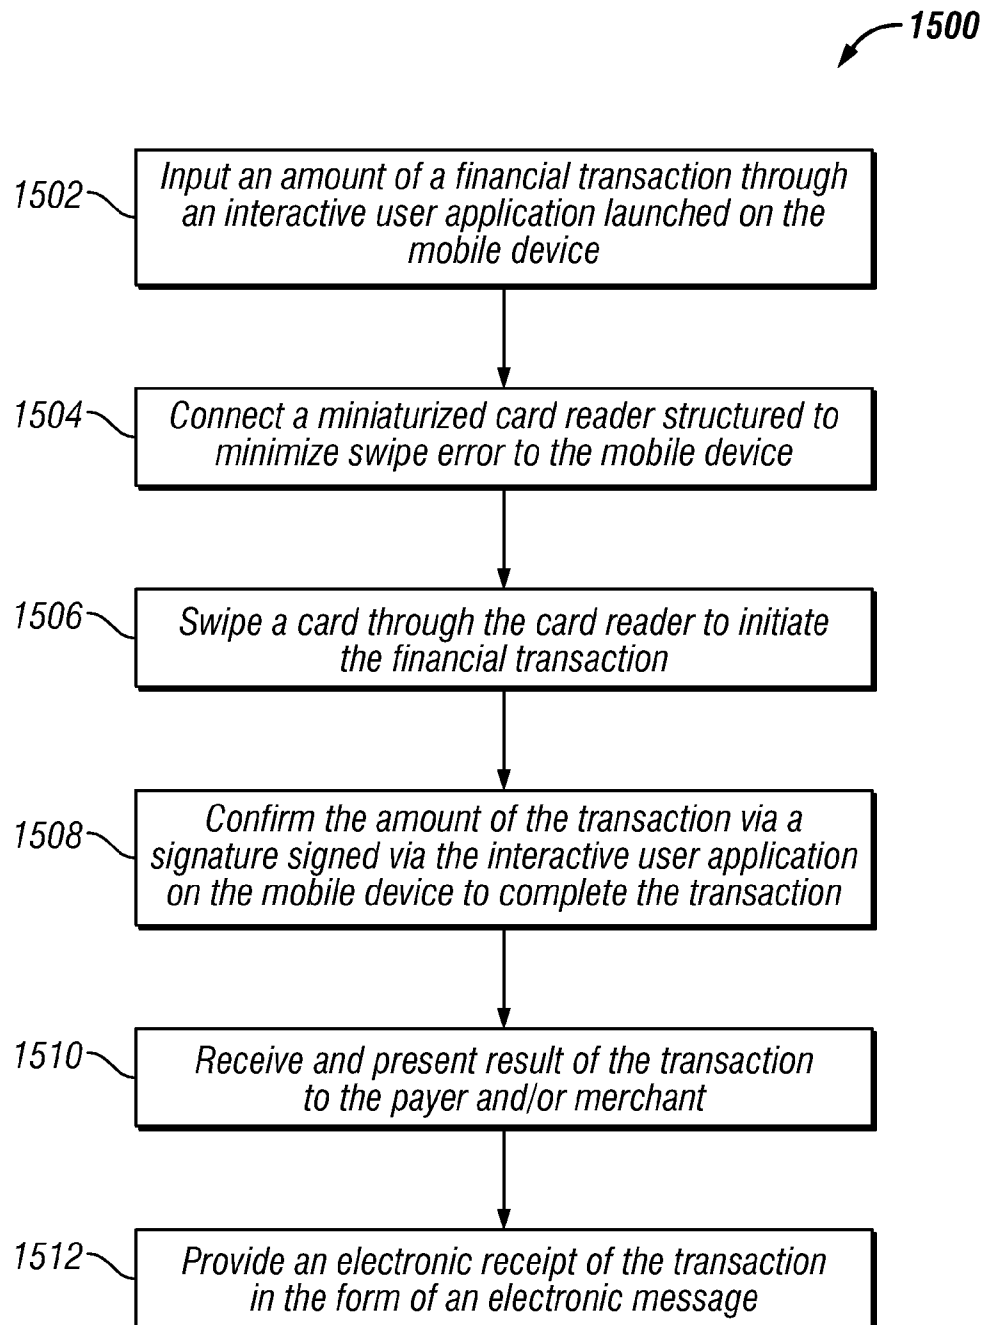 1500
1502
Input an amount of a financial transaction through
an interactive user application launched on the
mobile device
1504
Connect a miniaturized card reader structured to
minimize swipe error to the mobile device
1506
Swipe a card through the card reader to initiate
the financial transaction
1508
Confirm the amount of the transaction via a
signature signed via the interactive user application
on the mobile device to complete the transaction
1510
Receive and present result of the transaction
to the payer and/or merchant
1512
Provide an electronic receipt of the transaction
in the form of an electronic message